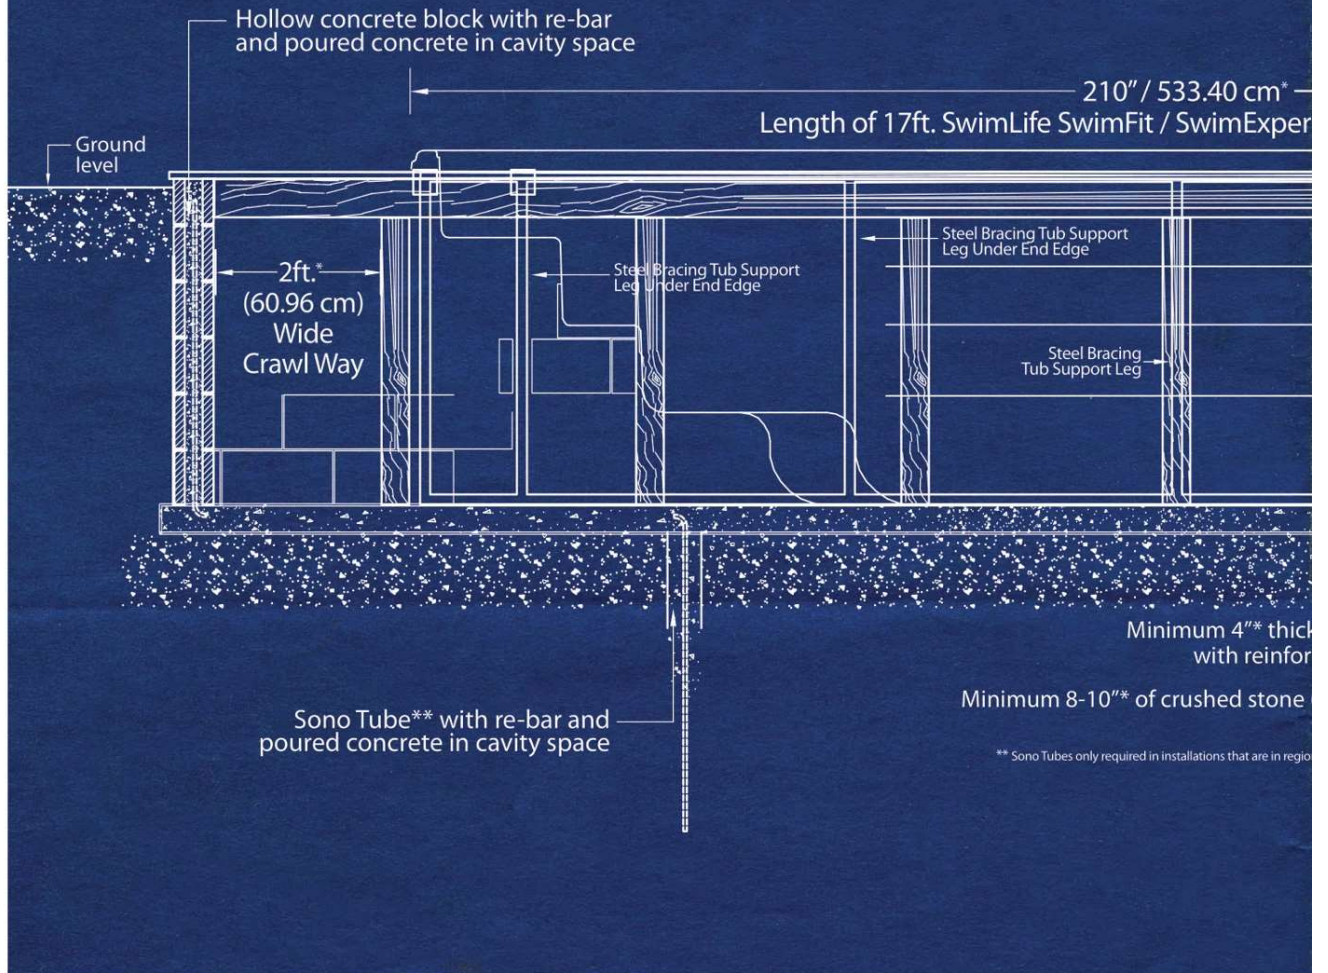 Hollow concrete block with re-bar
and poured concrete in cavity space
210″ / 533.40 cm*
Length of 17ft. SwimLife SwimFit / SwimExper
Ground
level
2ft.*
(60.96 cm)
Wide
Crawl Way
Steel Bracing Tub Support
Leg Under End Edge
Steel Bracing Tub Support
Leg Under End Edge
Steel Bracing
Tub Support Leg
Minimum 4″* thick
with reinfor
Minimum 8-10″* of crushed stone
Sono Tube** with re-bar and
poured concrete in cavity space
** Sono Tubes only required in installations that are in regio